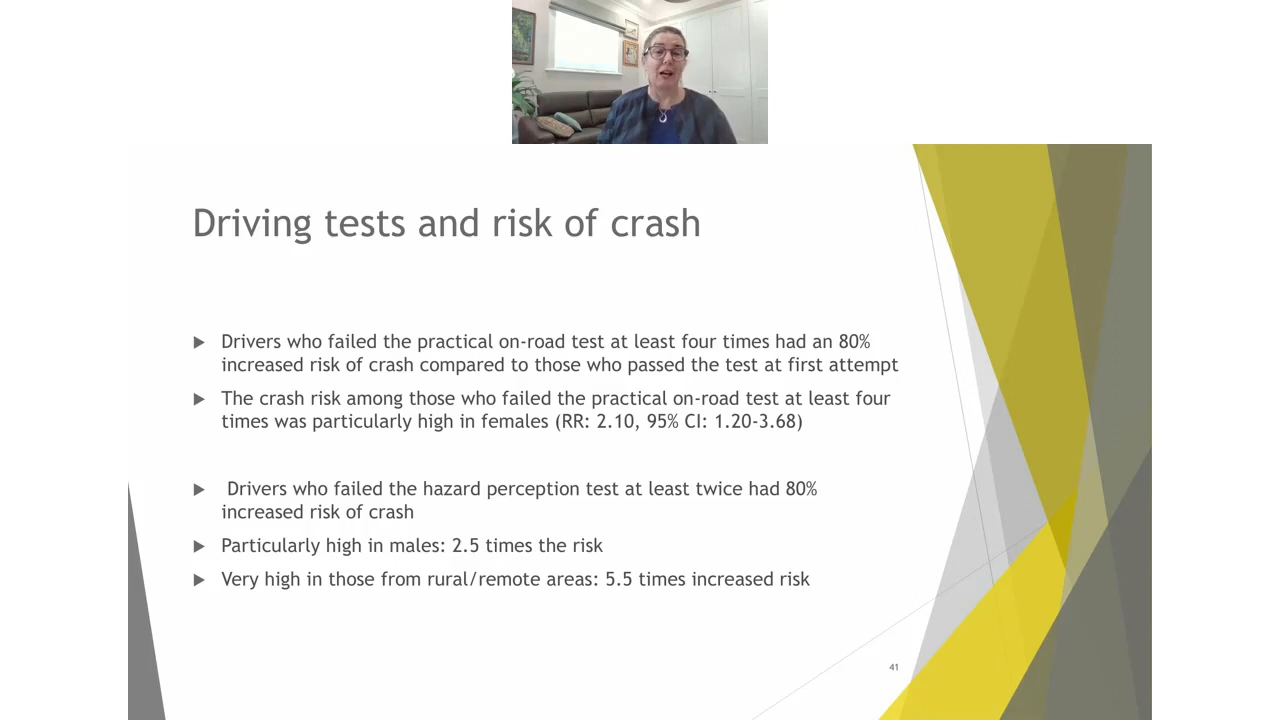 Driving tests and risk of crash
Drivers who failed the practical on-road test at least four times had an 80%
increased risk of crash compared to those who passed the test at first attempt
The crash risk among those who failed the practical on-road test at least four
times was particularly high in females (RR: 2.10, 95% CI: 1.20-3.68)
Drivers who failed the hazard perception test at least twice had 80%
increased risk of crash
Particularly high in males: 2.5 times the risk
Very high in those from rural/remote areas: 5.5 times increased risk
41